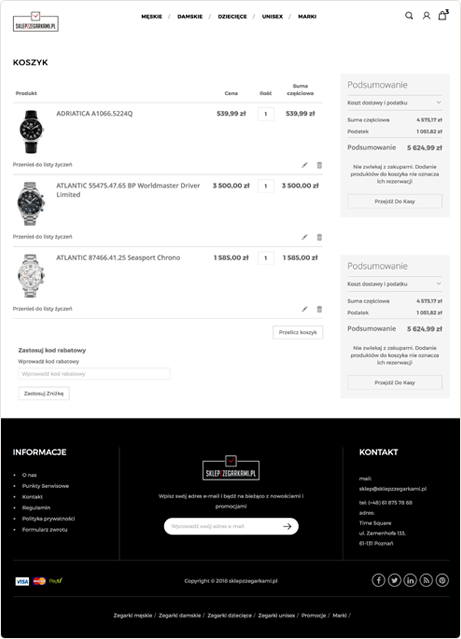 SKLEPZZEGARKAMI.PL
MĘSKIE / DAMSKIE / DZIECIĘCE / UNISEX / MARKI
3
KOSZYK
Produkt Cena Ilość Suma częściowa
ADRIATICA A1066.5224Q 539,99 zł 1 539,99 zł
Przenieś do listy życzeń
ATLANTIC 55475.47.65 BP Worldmaster Driver Limited 3 500,00 zł 1 3 500,00 zł
Przenieś do listy życzeń
ATLANTIC 87466.41.25 Seasport Chrono 1 585,00 zł 1 1 585,00 zł
Przenieś do listy życzeń
Przelicz koszyk
Zastosuj kod rabatowy
Wprowadź kod rabatowy
Wprowadź kod rabatowy
Zastosuj Zniżkę
Podsumowanie
Koszt dostawy i podatku
Suma częściowa 4 573,17 zł
Podatek 1 051,82 zł
Podsumowanie 5 624,99 zł
Nie zwlekaj z zakupami. Dodanie
produktów do koszyka nie oznacza
ich rezerwacji
Przejdź Do Kasy
Podsumowanie
Koszt dostawy i podatku
Suma częściowa 4 573,17 zł
Podatek 1 051,82 zł
Podsumowanie 5 624,99 zł
Nie zwlekaj z zakupami. Dodanie
produktów do koszyka nie oznacza
ich rezerwacji
Przejdź Do Kasy
INFORMACJE
O nas
Punkty Serwisowe
Kontakt
Regulamin
Polityka prywatności
Formularz zwrotu
SKLEPZZEGARKAMI.PL
Wpisz swój adres e-mail i bądź na bieżąco z nowościami i
promocjami
Wprowadź swój adres e-mail
KONTAKT
mail:
sklep@sklepzzegarkami.pl
tel: (+48) 61 875 78 68
adres:
Time Square
ul. Zamenhofa 133,
61-131 Poznań
VISA MasterCard PayU
Copyright © 2018 sklepzzegarkami.pl
Zegarki męskie / Zegarki damskie / Zegarki dziecięce / Zegarki unisex / Promocje / Marki /